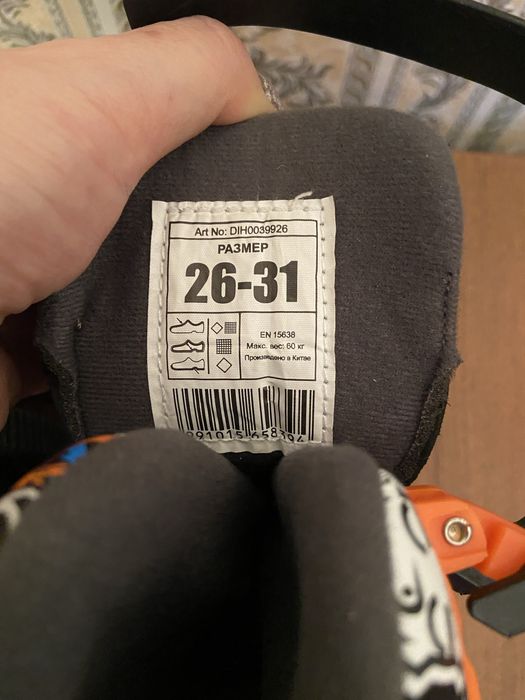 Art No: DIH0039926
РАЗМЕР
26-31
EN 15638
Макс. вес: 60 кг
Произведено в Китае